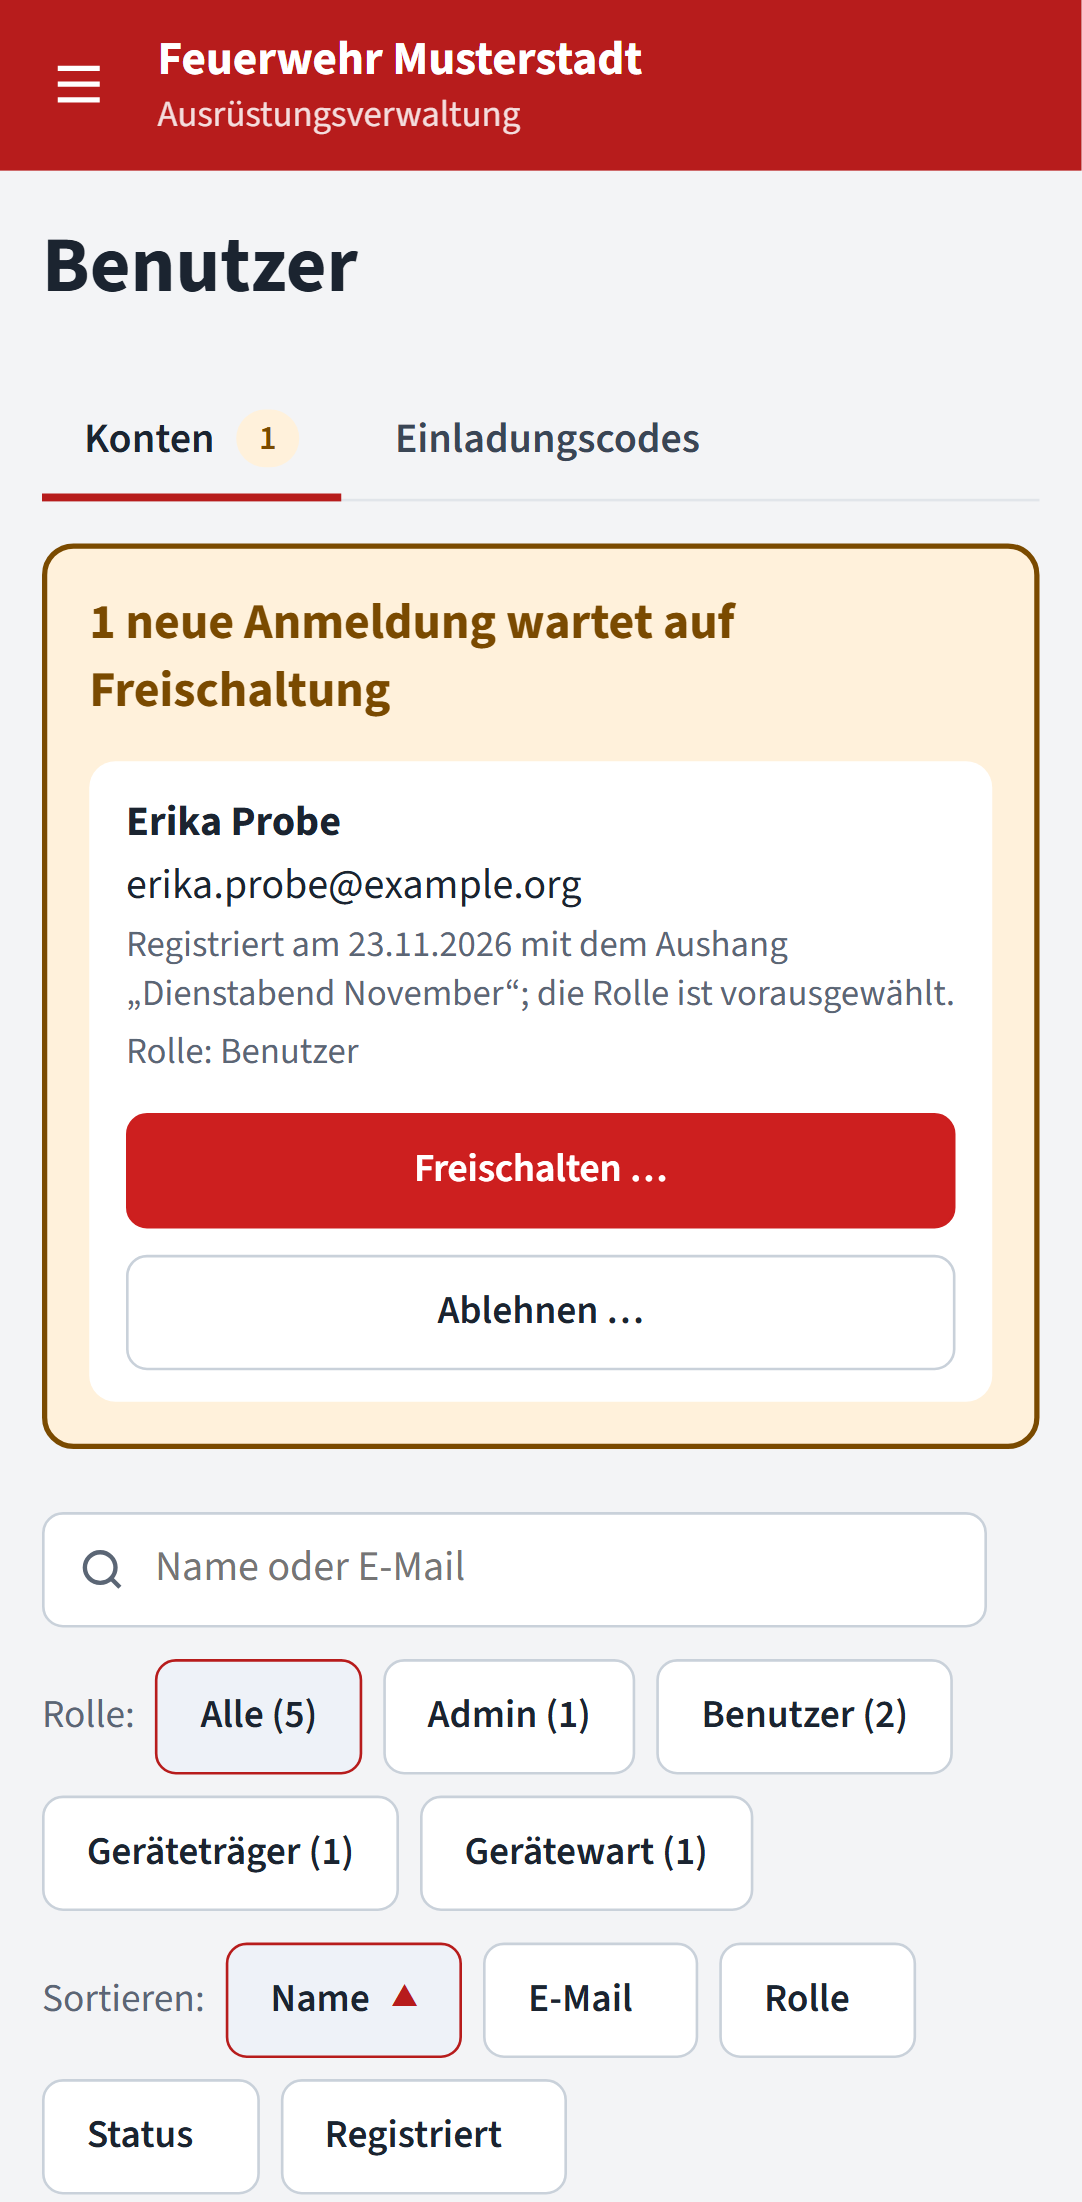 Feuerwehr Musterstadt
Ausrüstungsverwaltung
Benutzer
Konten 1 Einladungscodes
1 neue Anmeldung wartet auf
Freischaltung
Erika Probe
erika.probe@example.org
Registriert am 23.11.2026 mit dem Aushang
„Dienstabend November“; die Rolle ist vorausgewählt.
Rolle: Benutzer
Freischalten …
Ablehnen …
Name oder E-Mail
Rolle: Alle (5) Admin (1) Benutzer (2)
Geräteträger (1) Gerätewart (1)
Sortieren: Name ▲ E-Mail Rolle
Status Registriert